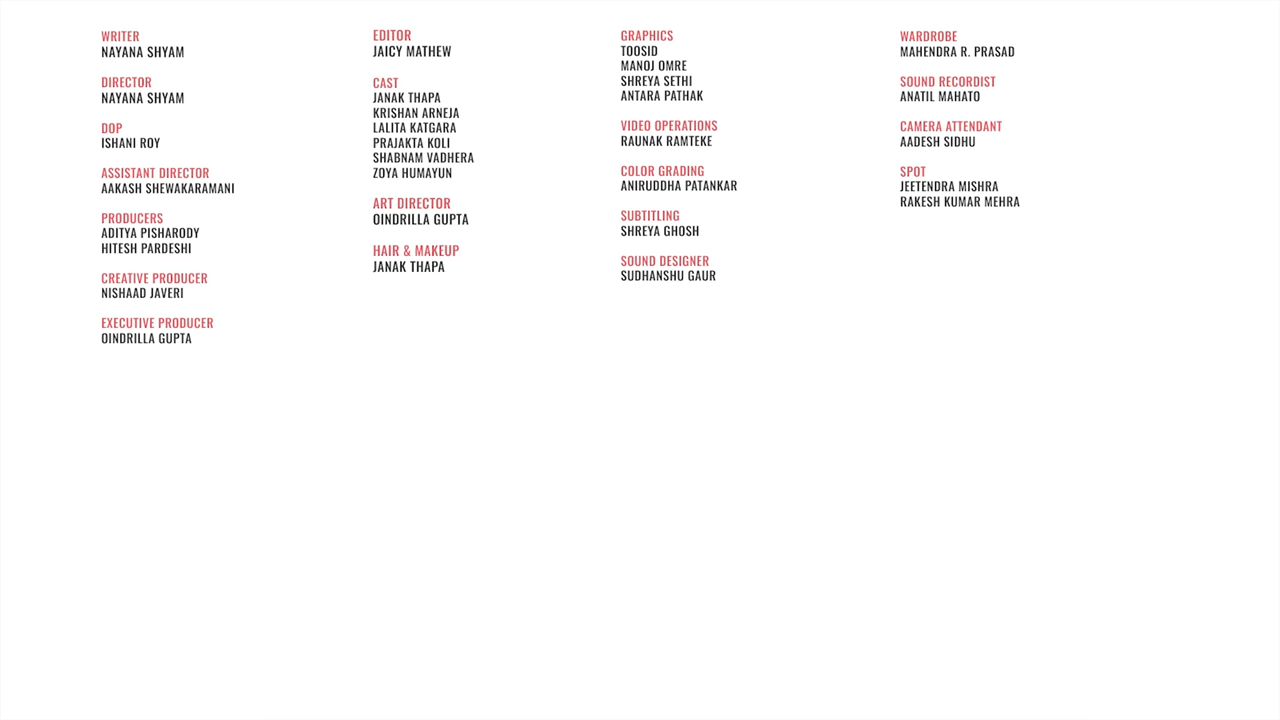 WRITER
NAYANA SHYAM
DIRECTOR
NAYANA SHYAM
DOP
ISHANI ROY
ASSISTANT DIRECTOR
AAKASH SHEWAKARAMANI
PRODUCERS
ADITYA PISHARODY
HITESH PARDESHI
CREATIVE PRODUCER
NISHAAD JAVERI
EXECUTIVE PRODUCER
OINDRILLA GUPTA
EDITOR
JAICY MATHEW
CAST
JANAK THAPA
KRISHAN ARNEJA
LALITA KATGARA
PRAJAKTA KOLI
SHABNAM VADHERA
ZOYA HUMAYUN
ART DIRECTOR
OINDRILLA GUPTA
HAIR & MAKEUP
JANAK THAPA
GRAPHICS
TOOSID
MANOJ OMRE
SHREYA SETHI
ANTARA PATHAK
VIDEO OPERATIONS
RAUNAK RAMTEKE
COLOR GRADING
ANIRUDDHA PATANKAR
SUBTITLING
SHREYA GHOSH
SOUND DESIGNER
SUDHANSHU GAUR
WARDROBE
MAHENDRA R. PRASAD
SOUND RECORDIST
ANATIL MAHATO
CAMERA ATTENDANT
AADESH SIDHU
SPOT
JEETENDRA MISHRA
RAKESH KUMAR MEHRA